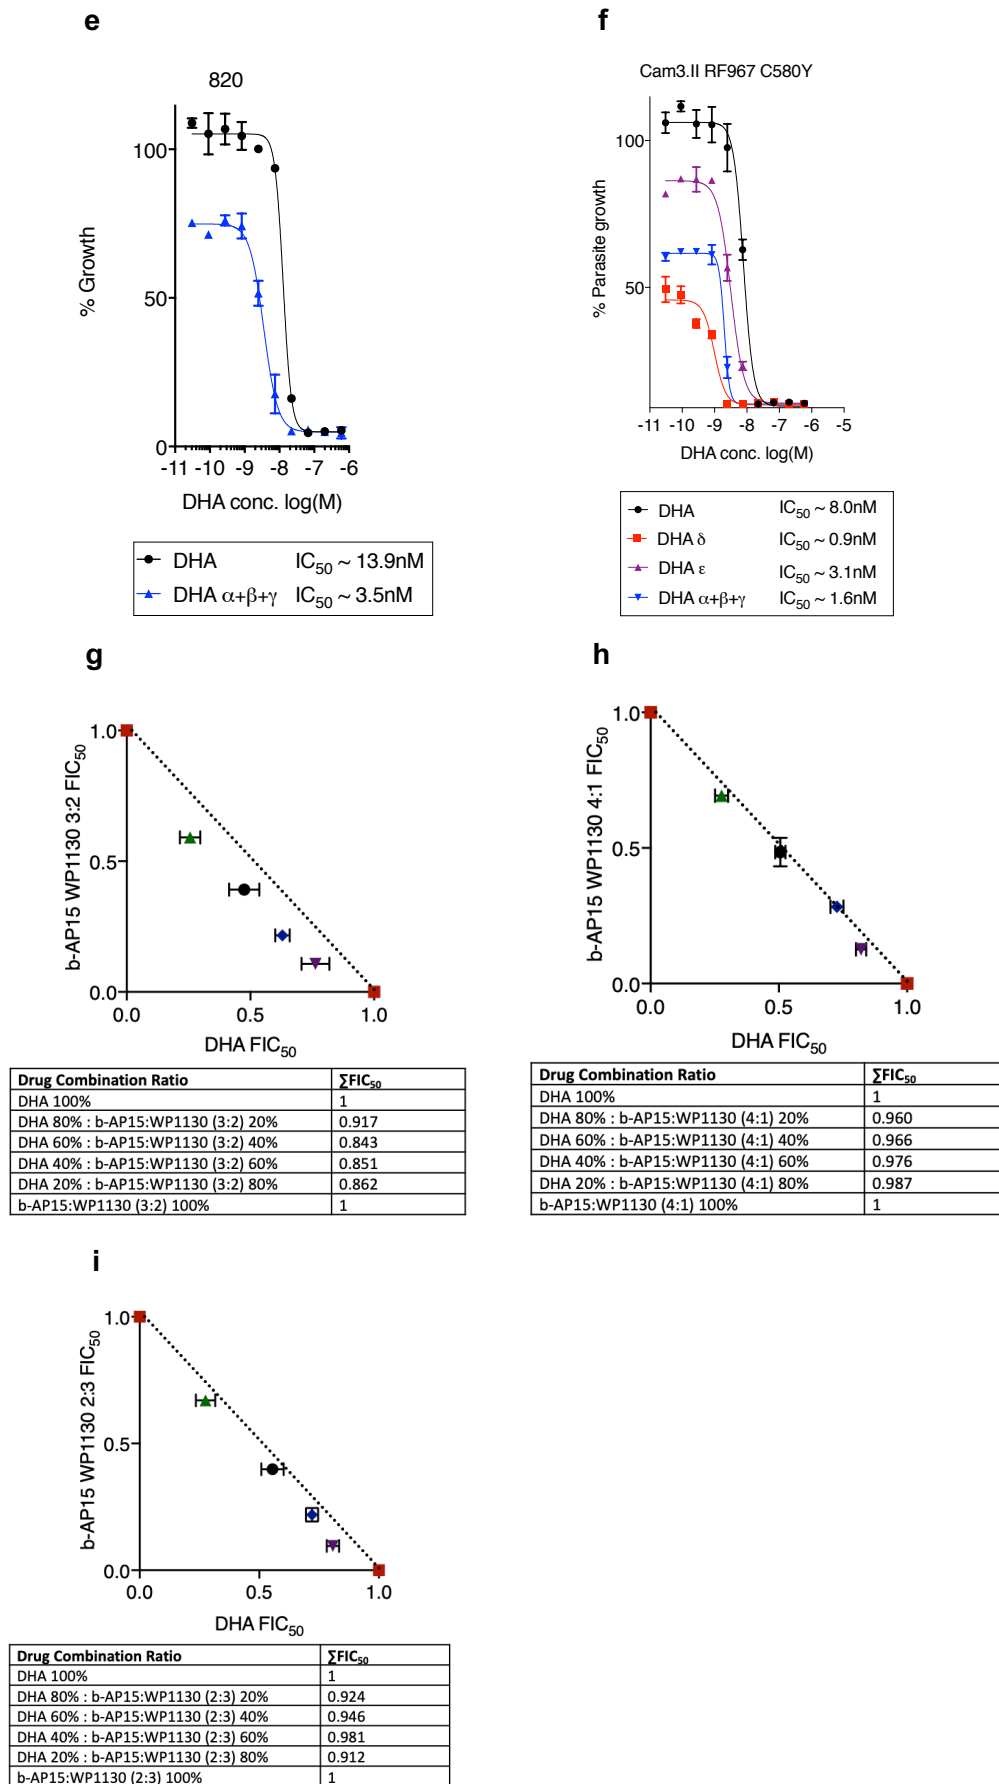 e
820
% Growth
100
50
0
-11 -10 -9 -8 -7 -6
DHA conc. log(M)
DHA IC50 ~ 13.9nM
DHA α+β+γ IC50 ~ 3.5nM
f
Cam3.II RF967 C580Y
% Parasite growth
100
50
-11 -10 -9 -8 -7 -6 -5
DHA conc. log(M)
DHA IC50 ~ 8.0nM
DHA δ IC50 ~ 0.9nM
DHA ε IC50 ~ 3.1nM
DHA α+β+γ IC50 ~ 1.6nM
g
b-AP15 WP1130 3:2 FIC50
1.0
0.5
0.0
0.0 0.5 1.0
DHA FIC50
Drug Combination Ratio ∑FIC50
DHA 100% 1
DHA 80% : b-AP15:WP1130 (3:2) 20% 0.917
DHA 60% : b-AP15:WP1130 (3:2) 40% 0.843
DHA 40% : b-AP15:WP1130 (3:2) 60% 0.851
DHA 20% : b-AP15:WP1130 (3:2) 80% 0.862
b-AP15:WP1130 (3:2) 100% 1
h
b-AP15 WP1130 4:1 FIC50
1.0
0.5
0.0
0.0 0.5 1.0
DHA FIC50
Drug Combination Ratio ∑FIC50
DHA 100% 1
DHA 80% : b-AP15:WP1130 (4:1) 20% 0.960
DHA 60% : b-AP15:WP1130 (4:1) 40% 0.966
DHA 40% : b-AP15:WP1130 (4:1) 60% 0.976
DHA 20% : b-AP15:WP1130 (4:1) 80% 0.987
b-AP15:WP1130 (4:1) 100% 1
i
b-AP15 WP1130 2:3 FIC50
1.0
0.5
0.0
0.0 0.5 1.0
DHA FIC50
Drug Combination Ratio ∑FIC50
DHA 100% 1
DHA 80% : b-AP15:WP1130 (2:3) 20% 0.924
DHA 60% : b-AP15:WP1130 (2:3) 40% 0.946
DHA 40% : b-AP15:WP1130 (2:3) 60% 0.981
DHA 20% : b-AP15:WP1130 (2:3) 80% 0.912
b-AP15:WP1130 (2:3) 100% 1